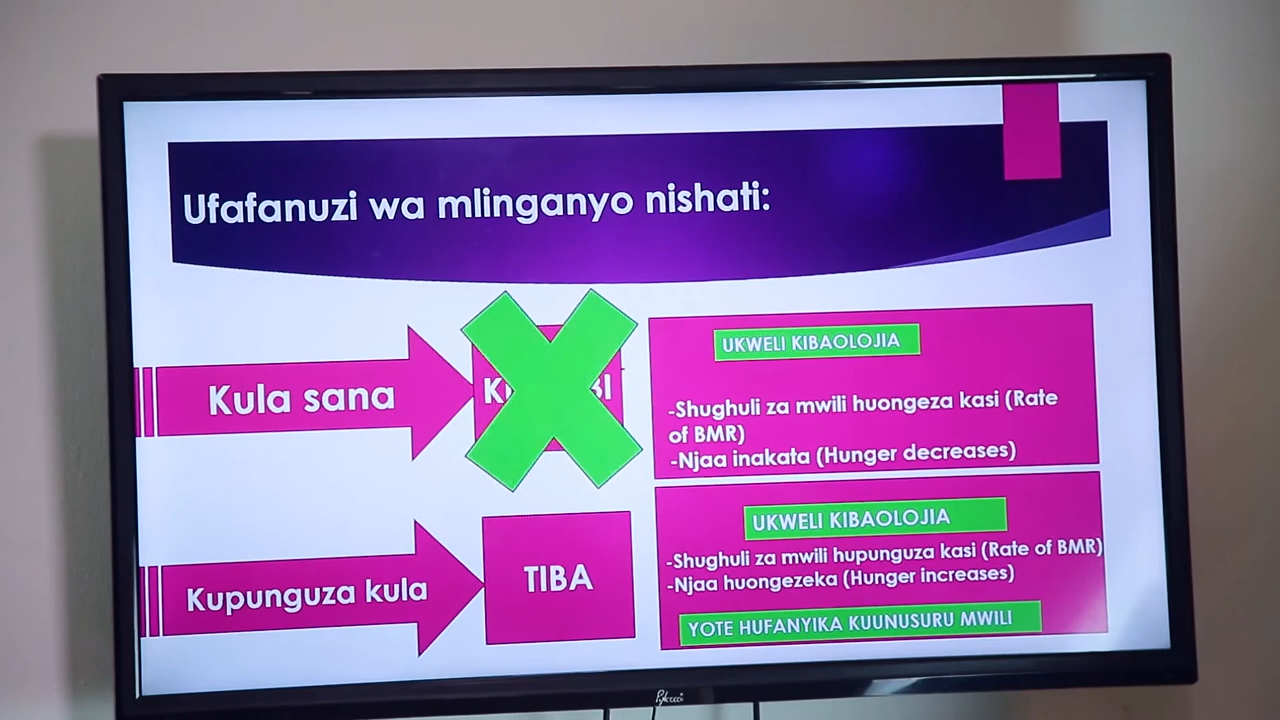 Ufafanuzi wa mlinganyo nishati:
Kula sana
UKWELI KIBAOLOJIA
-Shughuli za mwili huongeza kasi (Rate
of BMR)
-Njaa inakata (Hunger decreases)
Kupunguza kula
TIBA
UKWELI KIBAOLOJIA
-Shughuli za mwili hupunguza kasi (Rate of BMR)
-Njaa huongezeka (Hunger increases)
YOTE HUFANYIKA KUUNUSURU MWILI